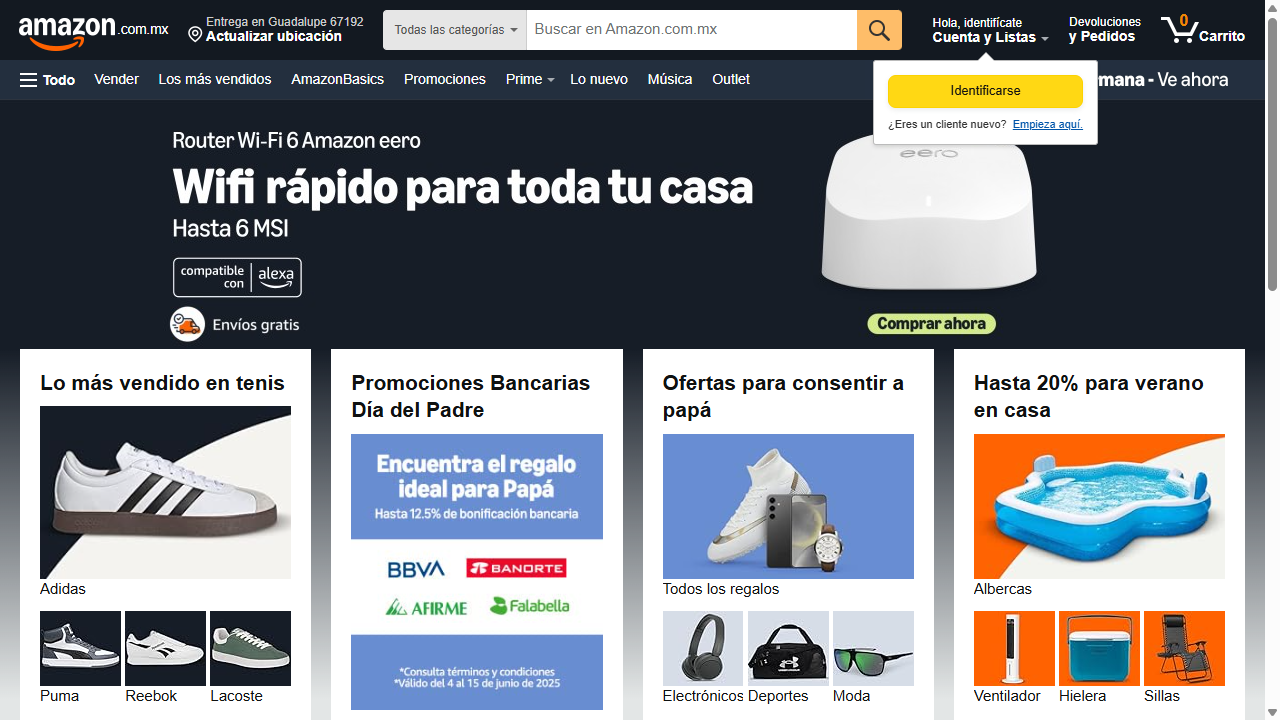 amazon.com.mx
Entrega en Guadalupe 67192
Actualizar ubicación
Todas las categorías
Buscar en Amazon.com.mx
Hola, identifícate
Cuenta y Listas
Devoluciones
y Pedidos
0
Carrito
Todo
Vender
Los más vendidos
AmazonBasics
Promociones
Prime
Lo nuevo
Música
Outlet
mana - Ve ahora
Identificarse
¿Eres un cliente nuevo? Empieza aquí.
Router Wi-Fi 6 Amazon eero
Wifi rápido para toda tu casa
Hasta 6 MSI
compatible
con
alexa
Envíos gratis
eero
Comprar ahora
Lo más vendido en tenis
Adidas
Puma
Reebok
Lacoste
Promociones Bancarias
Día del Padre
Encuentra el regalo
ideal para Papá
Hasta 12.5% de bonificación bancaria
BBVA
BANORTE
AFIRME
Falabella
*Consulta términos y condiciones
*Válido del 4 al 15 de junio de 2025
Ofertas para consentir a
papá
Todos los regalos
Electrónicos
Deportes
Moda
Hasta 20% para verano
en casa
Albercas
Ventilador
Hielera
Sillas